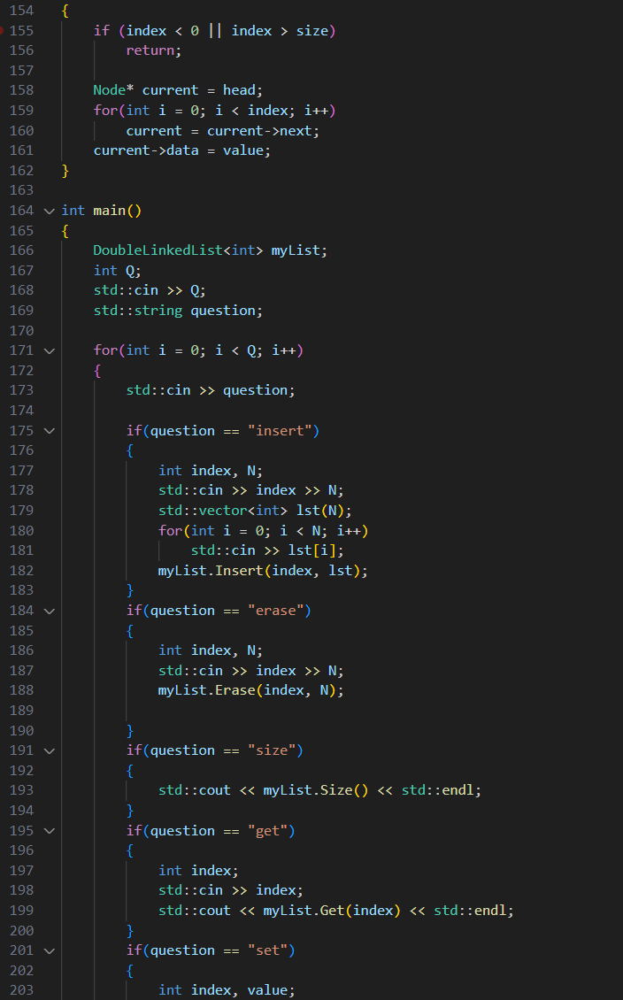 154 {
155     if (index < 0 || index > size)
156         return;
157
158     Node* current = head;
159     for(int i = 0; i < index; i++)
160         current = current->next;
161     current->data = value;
162 }
163
164 int main()
165 {
166     DoubleLinkedList<int> myList;
167     int Q;
168     std::cin >> Q;
169     std::string question;
170
171     for(int i = 0; i < Q; i++)
172     {
173         std::cin >> question;
174
175         if(question == "insert")
176         {
177             int index, N;
178             std::cin >> index >> N;
179             std::vector<int> lst(N);
180             for(int i = 0; i < N; i++)
181                 std::cin >> lst[i];
182             myList.Insert(index, lst);
183         }
184         if(question == "erase")
185         {
186             int index, N;
187             std::cin >> index >> N;
188             myList.Erase(index, N);
189
190         }
191         if(question == "size")
192         {
193             std::cout << myList.Size() << std::endl;
194         }
195         if(question == "get")
196         {
197             int index;
198             std::cin >> index;
199             std::cout << myList.Get(index) << std::endl;
200         }
201         if(question == "set")
202         {
203             int index, value;